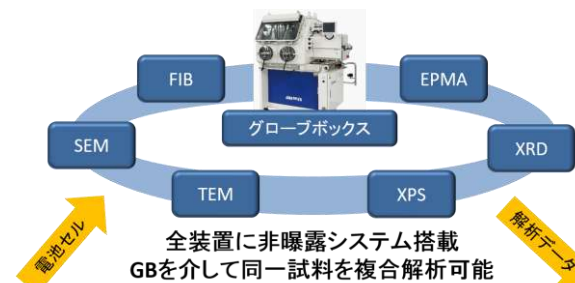 FIB
EPMA
グローブボックス
SEM
XRD
TEM
XPS
電池セル
解析データ
全装置に非曝露システム搭載
GBを介して同一試料を複合解析可能